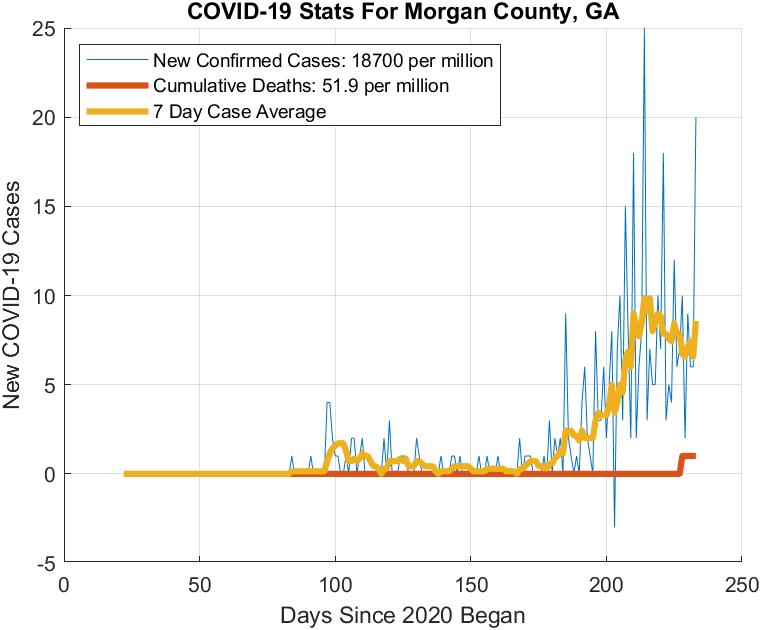 COVID-19 Stats For Morgan County, GA
New Confirmed Cases: 18700 per million
Cumulative Deaths: 51.9 per million
7 Day Case Average
New COVID-19 Cases
25
20
15
10
5
0
-5
0 50 100 150 200 250
Days Since 2020 Began